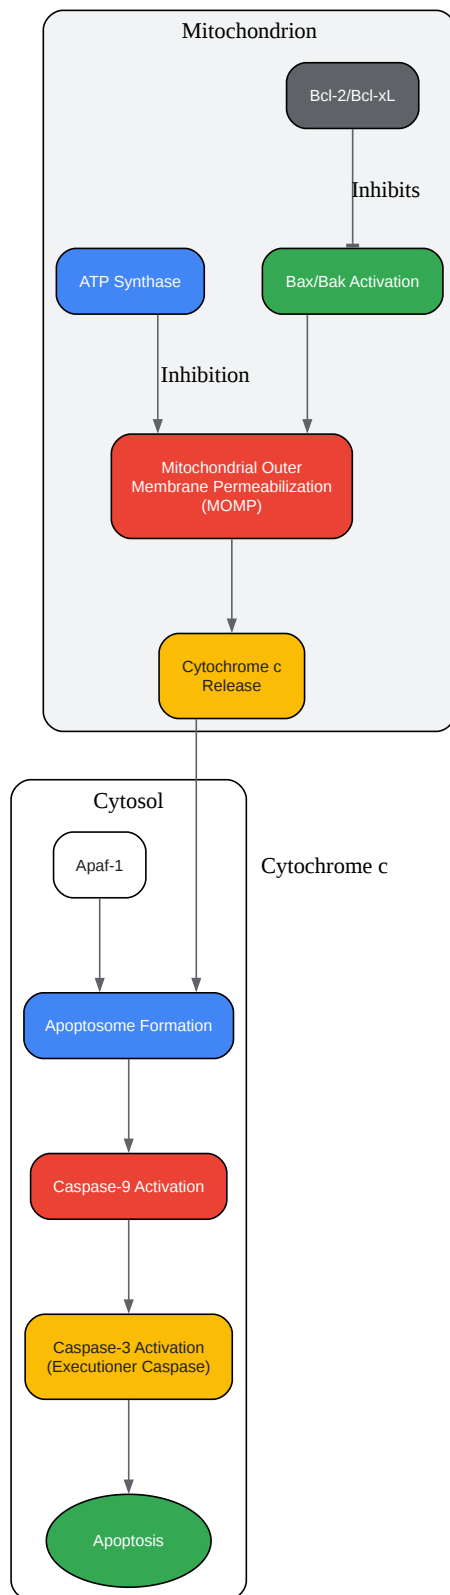 Mitochondrion
Bcl-2/Bcl-xL
Inhibits
ATP Synthase
Bax/Bak Activation
Inhibition
Mitochondrial Outer
Membrane Permeabilization
(MOMP)
Cytochrome c
Release
Cytosol
Apaf-1
Cytochrome c
Apoptosome Formation
Caspase-9 Activation
Caspase-3 Activation
(Executioner Caspase)
Apoptosis